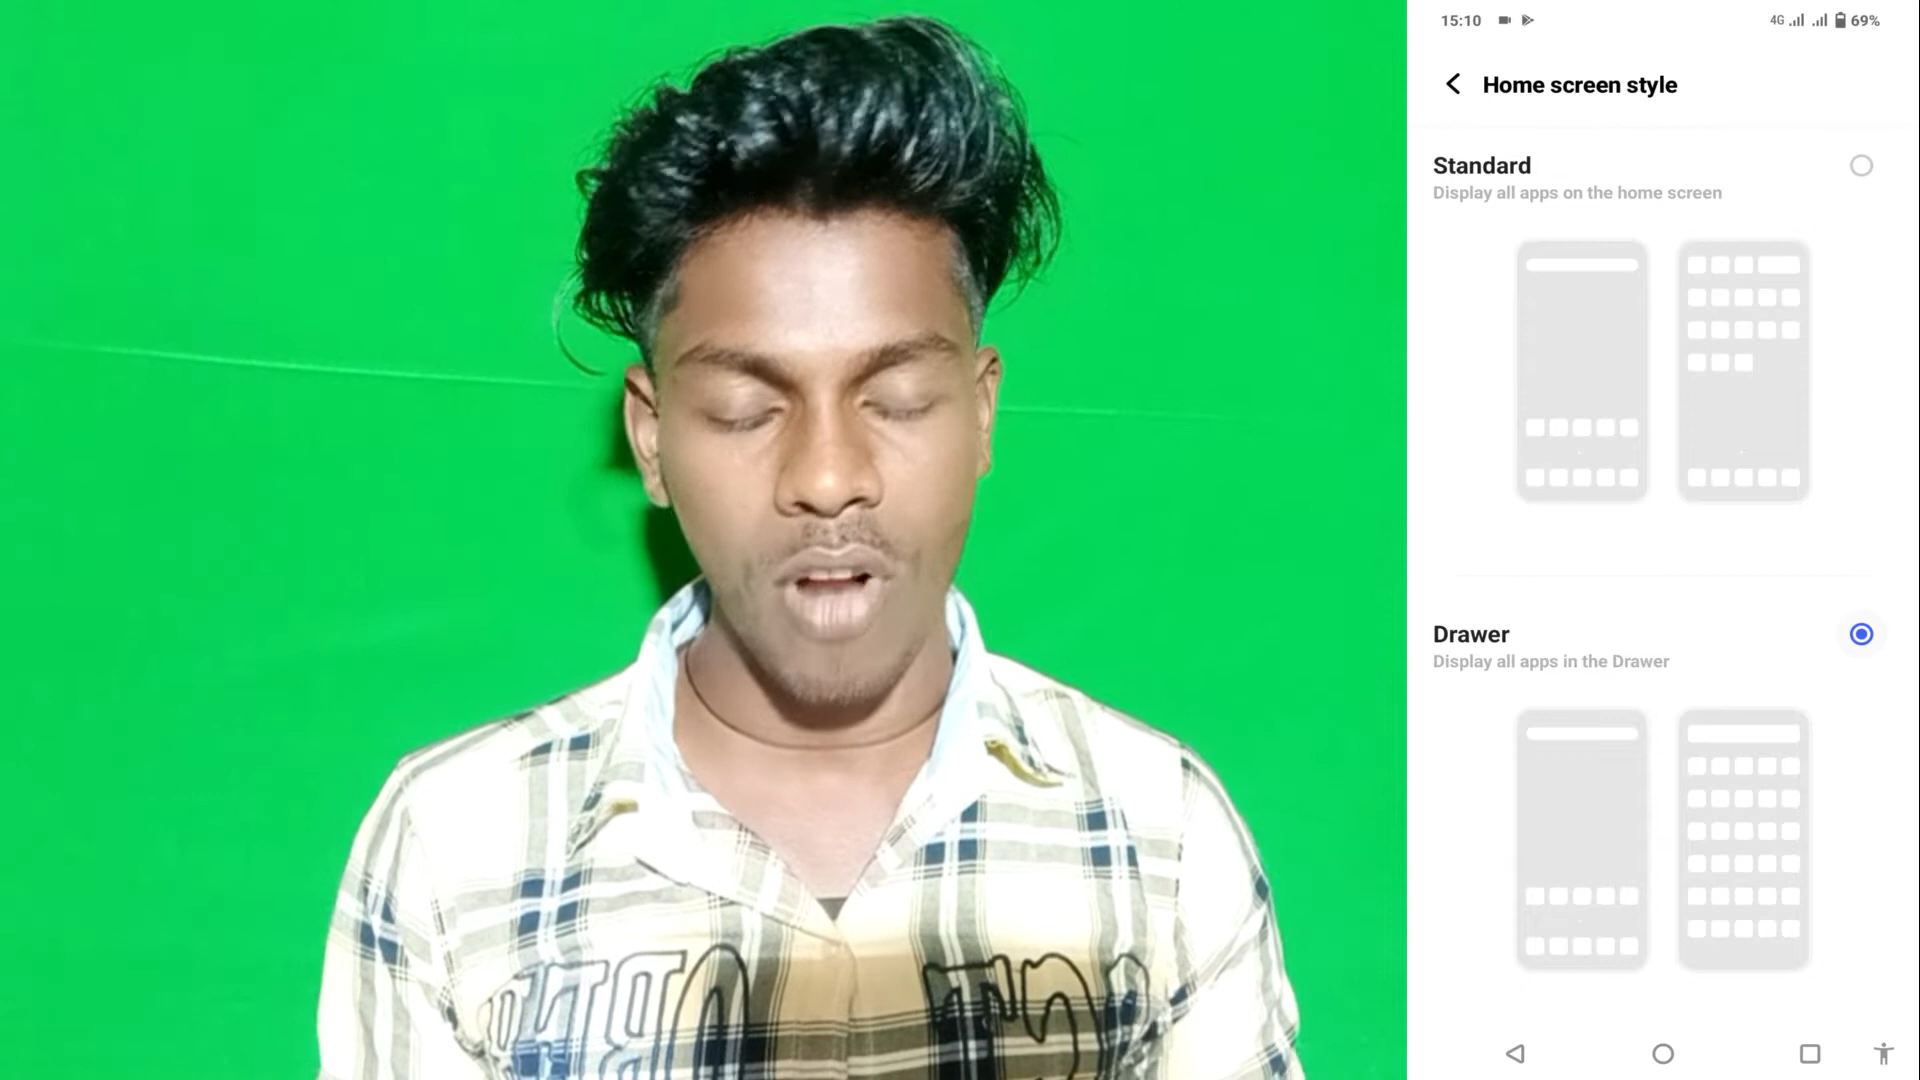 15:10
4G 69%
Home screen style
Standard
Display all apps on the home screen
Drawer
Display all apps in the Drawer